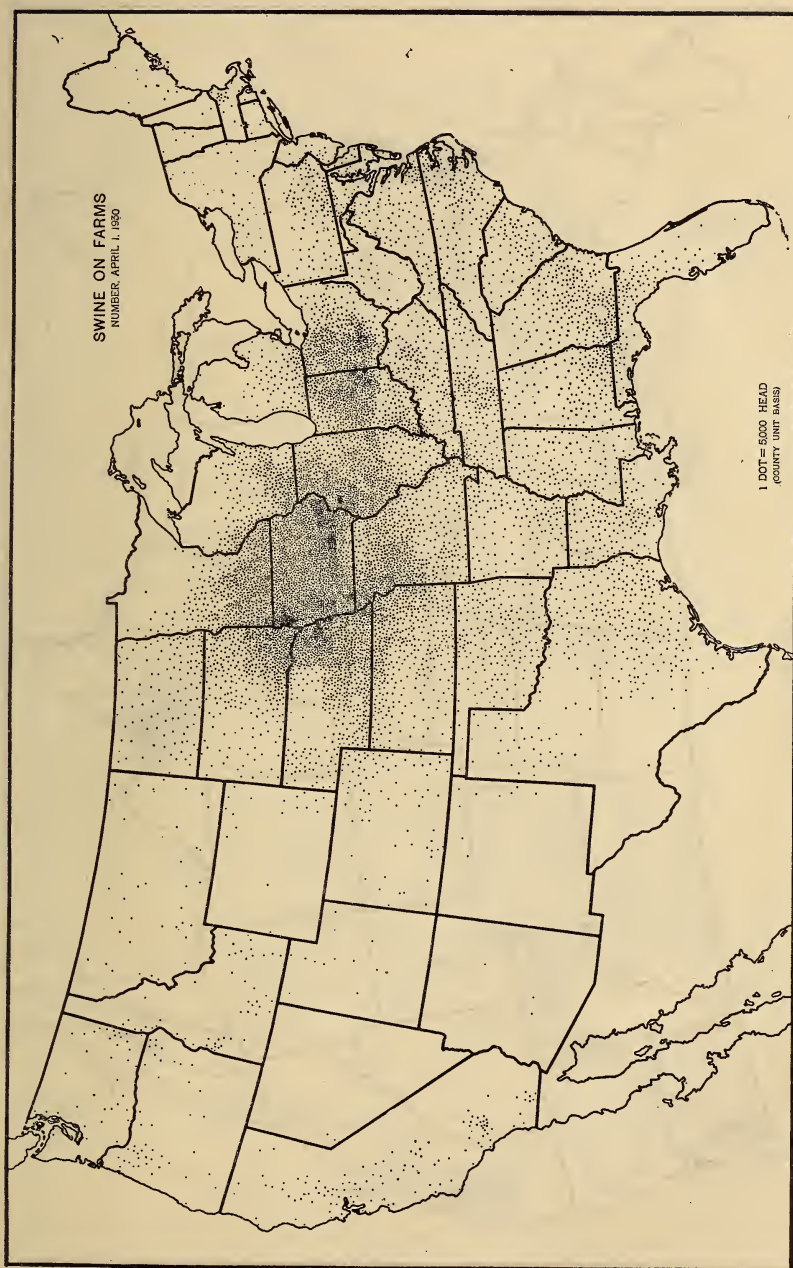 SWINE ON FARMS
NUMBER, APRIL 1, 1930
1 DOT = 5,000 HEAD
(COUNTY UNIT BASIS)